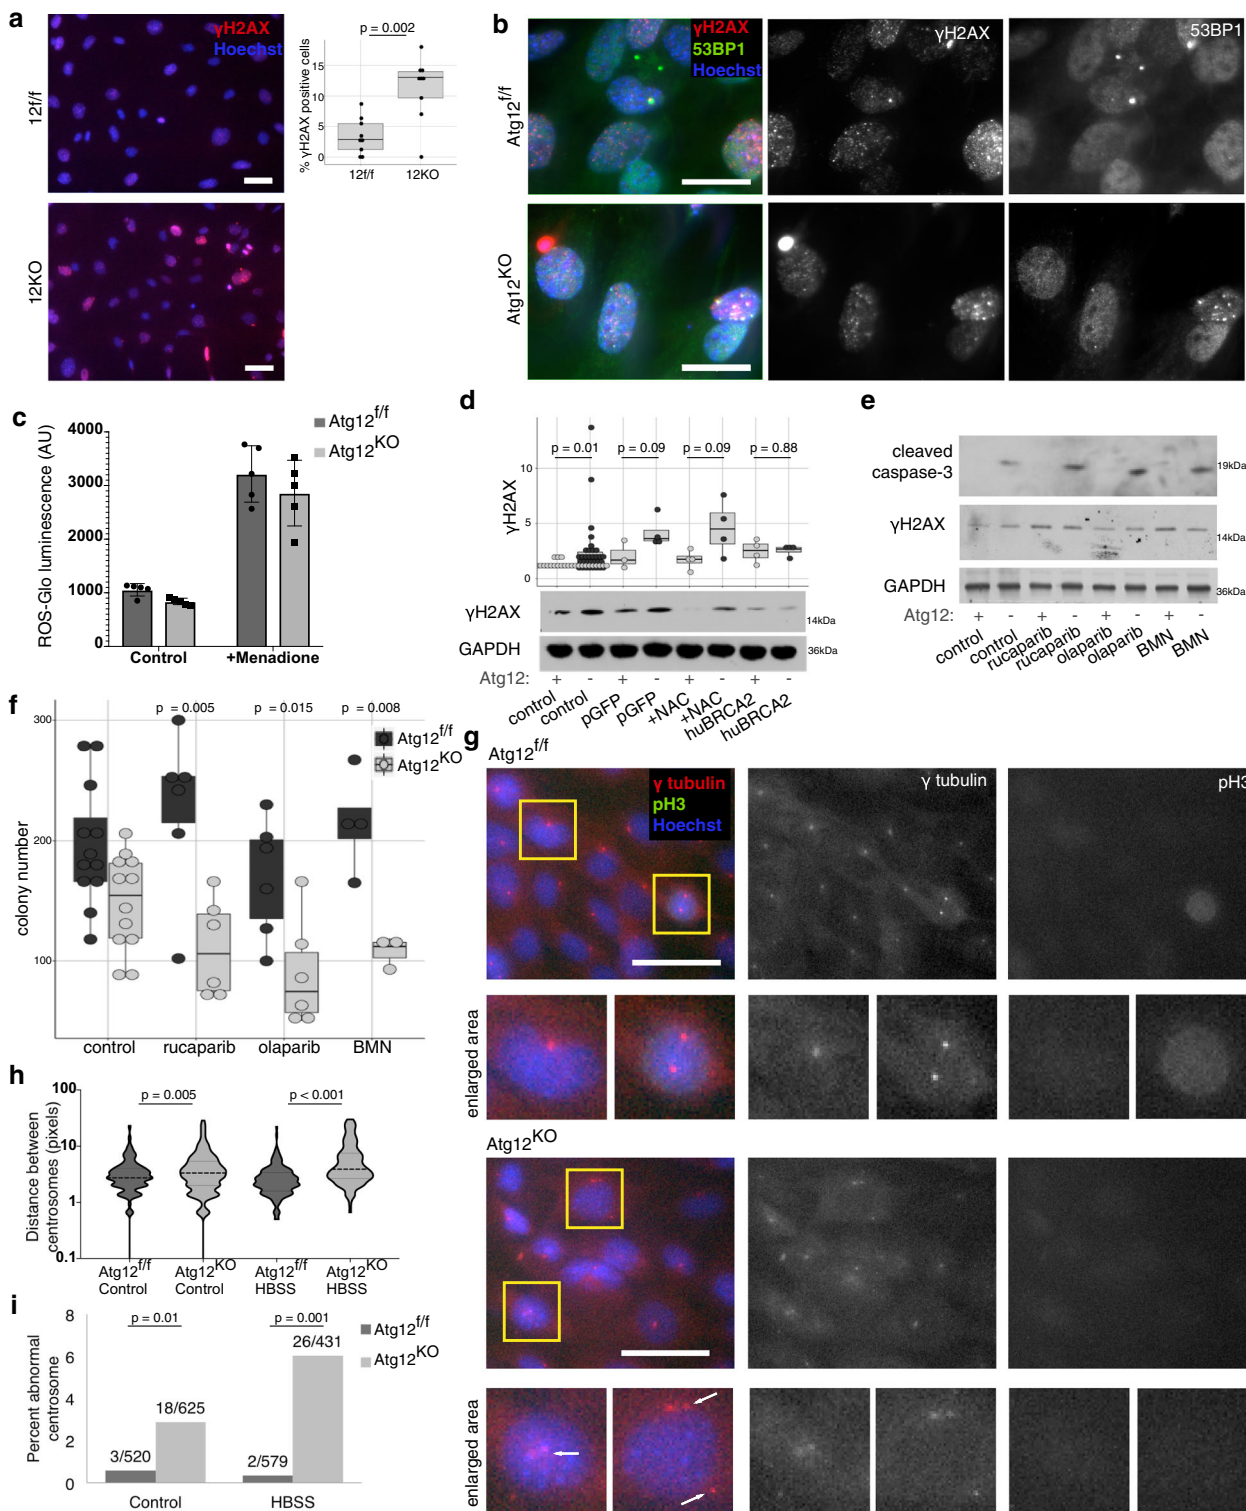 a
γH2AX
Hoechst
12f/f
12KO
p = 0.002
% γH2AX positive cells
15
10
5
0
12f/f
12KO
b
γH2AX
53BP1
Hoechst
γH2AX
53BP1
Atg12f/f
Atg12KO
c
Atg12f/f
Atg12KO
ROS-Glo luminescence (AU)
4000
3000
2000
1000
0
Control
+Menadione
d
p = 0.01
p = 0.09
p = 0.09
p = 0.88
γH2AX
10
5
0
γH2AX
14kDa
GAPDH
36kDa
Atg12:
+ - + - + - + -
control
control
pGFP
pGFP
+NAC
+NAC
huBRCA2
huBRCA2
e
cleaved
caspase-3
19kDa
γH2AX
14kDa
GAPDH
36kDa
Atg12:
+ - + - + - + -
control
control
rucaparib
rucaparib
olaparib
olaparib
BMN
BMN
f
p = 0.005
p = 0.015
p = 0.008
Atg12f/f
Atg12KO
colony number
300
200
100
control
rucaparib
olaparib
BMN
g
Atg12f/f
γ tubulin
pH3
Hoechst
γ tubulin
pH3
enlarged area
Atg12KO
enlarged area
h
p = 0.005
p < 0.001
Distance between
centrosomes (pixels)
100
10
1
0.1
Atg12f/f
Control
Atg12KO
Control
Atg12f/f
HBSS
Atg12KO
HBSS
i
p = 0.01
p = 0.001
Atg12f/f
Atg12KO
Percent abnormal
centrosome
8
6
4
2
0
3/520
18/625
2/579
26/431
Control
HBSS